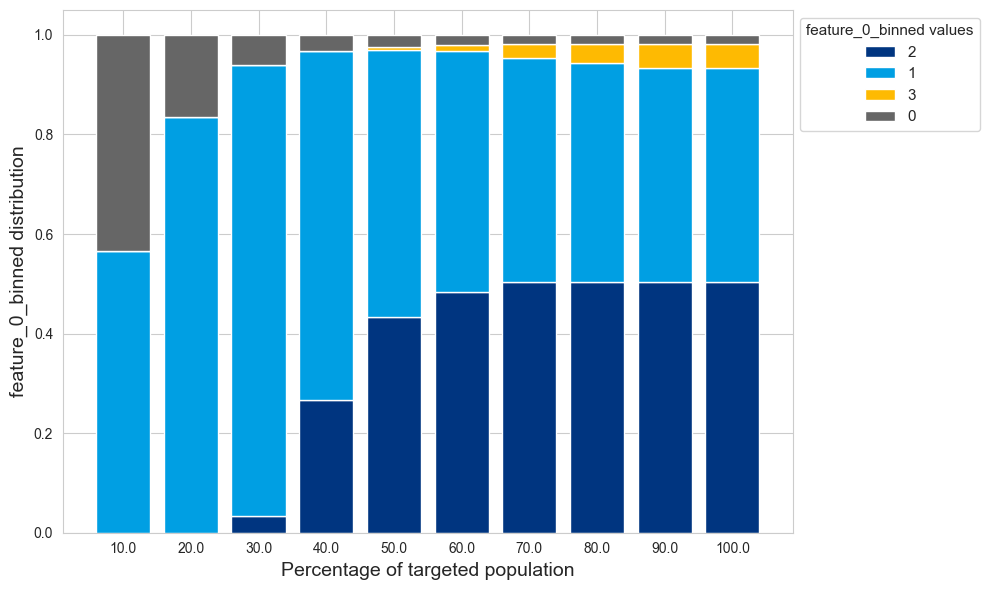 feature_0_binned distribution
1.0
0.8
0.6
0.4
0.2
0.0
10.0 20.0 30.0 40.0 50.0 60.0 70.0 80.0 90.0 100.0
Percentage of targeted population
feature_0_binned values
2
1
3
0